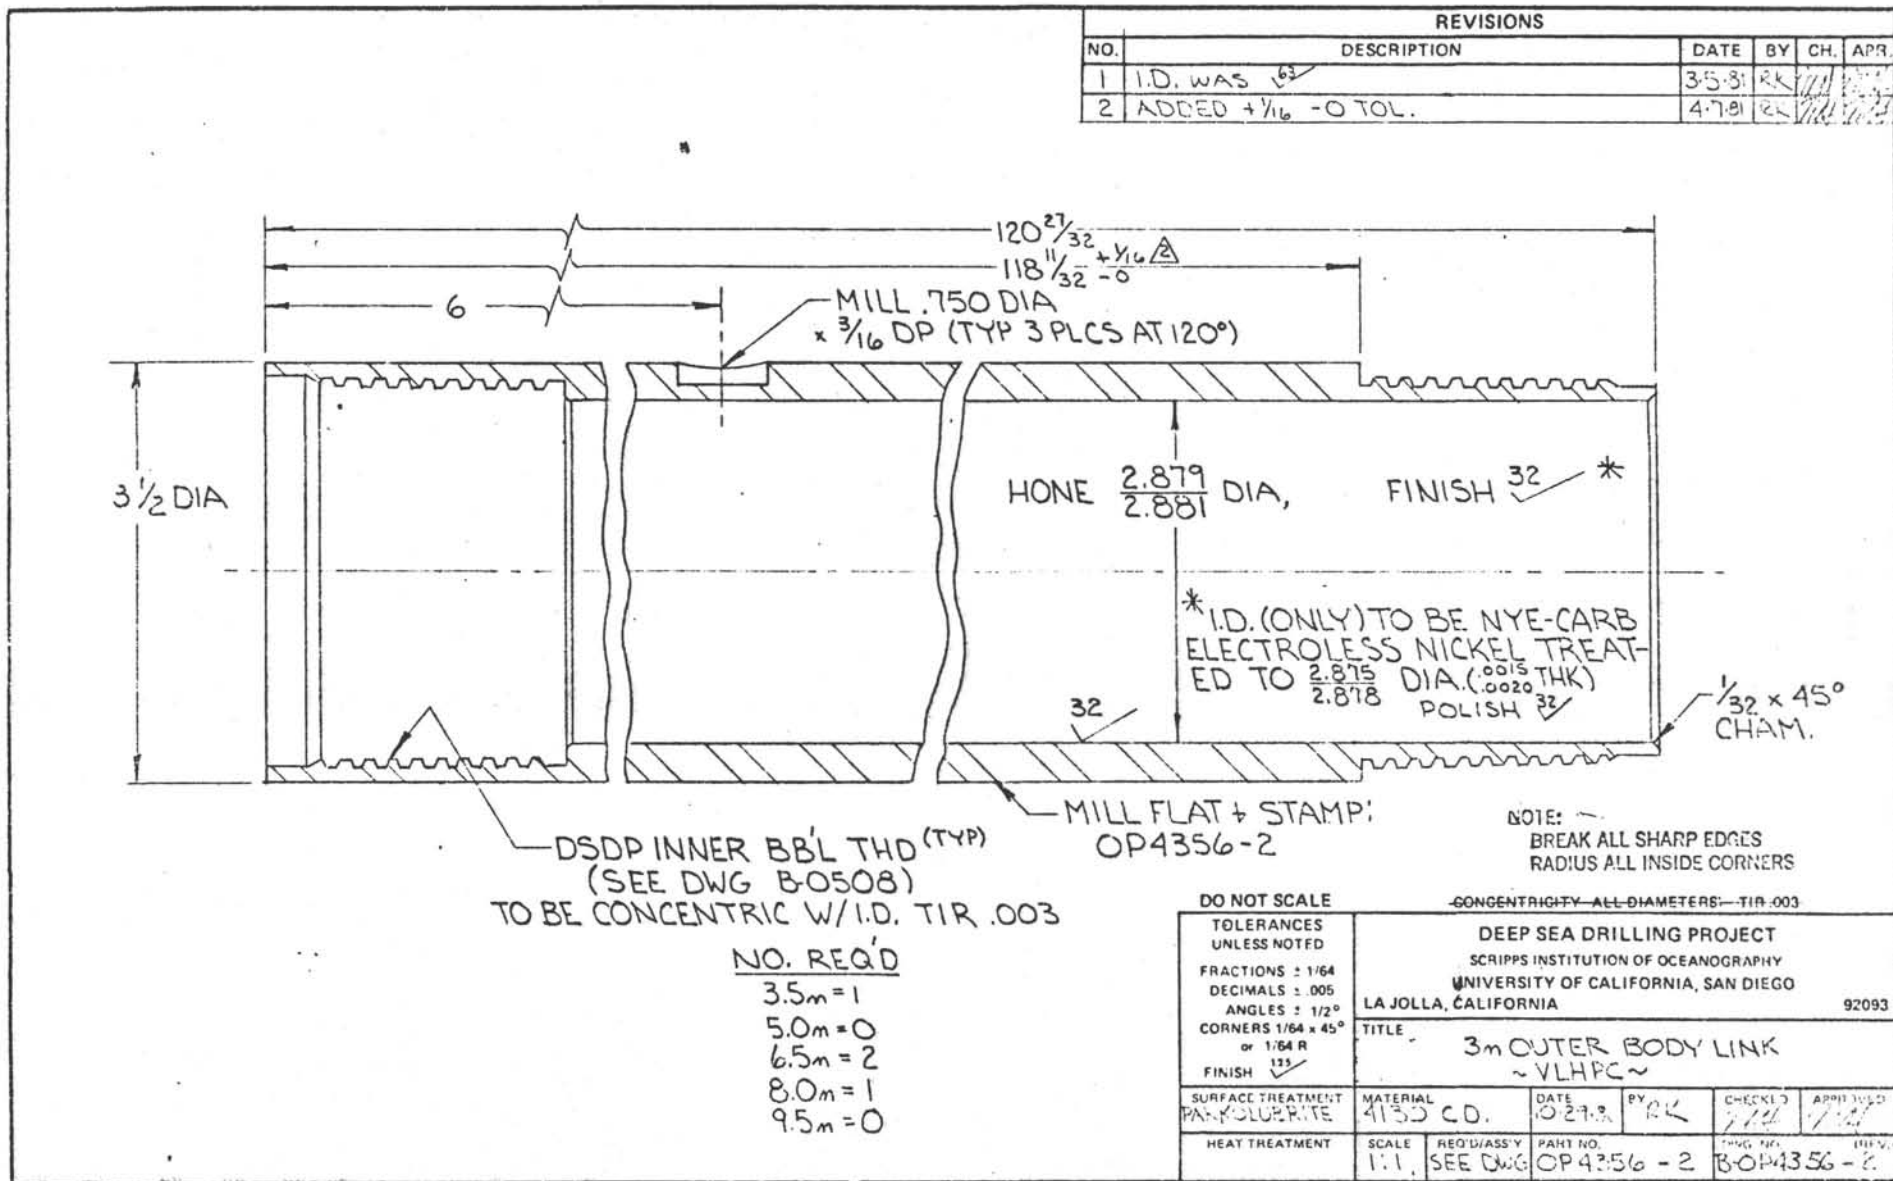 REVISIONS
NO. DESCRIPTION DATE BY CH. APR.
1 I.D. WAS 63 3-5-81 RK
2 ADDED +1/16 -0 TOL. 4-7-81 RK
120 27/32
118 11/32 +1/16 -0 2
6
MILL .750 DIA
x 3/16 DP (TYP 3 PLCS AT 120°)
3 1/2 DIA
HONE 2.879/2.881 DIA, FINISH 32 *
* I.D. (ONLY) TO BE NYE-CARB
ELECTROLESS NICKEL TREAT-
ED TO 2.875/2.878 DIA. (.0015/.0020 THK)
POLISH 32
32
1/32 x 45°
CHAM.
MILL FLAT & STAMP:
OP4356-2
DSDP INNER BB'L THD (TYP)
(SEE DWG B-0508)
TO BE CONCENTRIC W/I.D. TIR .003
NO. REQ'D
3.5m = 1
5.0m = 0
6.5m = 2
8.0m = 1
9.5m = 0
NOTE:
BREAK ALL SHARP EDGES
RADIUS ALL INSIDE CORNERS
CONCENTRICITY ALL DIAMETERS: TIR .003
DO NOT SCALE
TOLERANCES
UNLESS NOTED
FRACTIONS ± 1/64
DECIMALS ± .005
ANGLES ± 1/2°
CORNERS 1/64 x 45°
or 1/64 R
FINISH 125
DEEP SEA DRILLING PROJECT
SCRIPPS INSTITUTION OF OCEANOGRAPHY
UNIVERSITY OF CALIFORNIA, SAN DIEGO
LA JOLLA, CALIFORNIA 92093
TITLE
3m OUTER BODY LINK
~ VLHPC ~
SURFACE TREATMENT
PARKOLUBRITE
MATERIAL
4130 C.D.
DATE
BY RK
CHECKED
APPROVED
HEAT TREATMENT
SCALE
1:1
REQ'D/ASS'Y
SEE DWG
PART NO.
OP4356-2
DWG NO.
B-OP4356-2
REV.